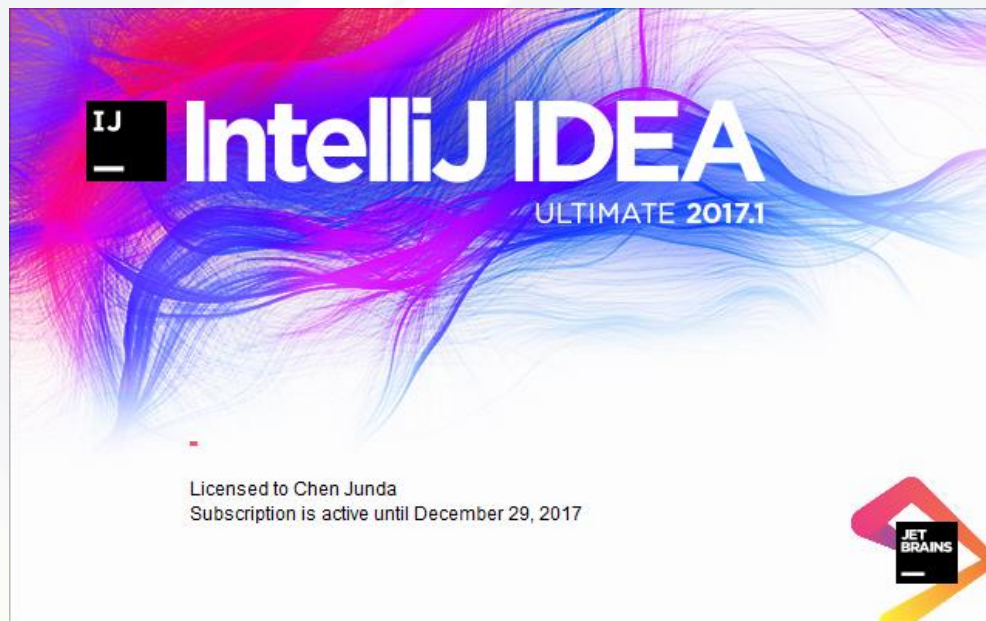 IJ
IntelliJ IDEA
ULTIMATE 2017.1
Licensed to Chen Junda
Subscription is active until December 29, 2017
JET
BRAINS